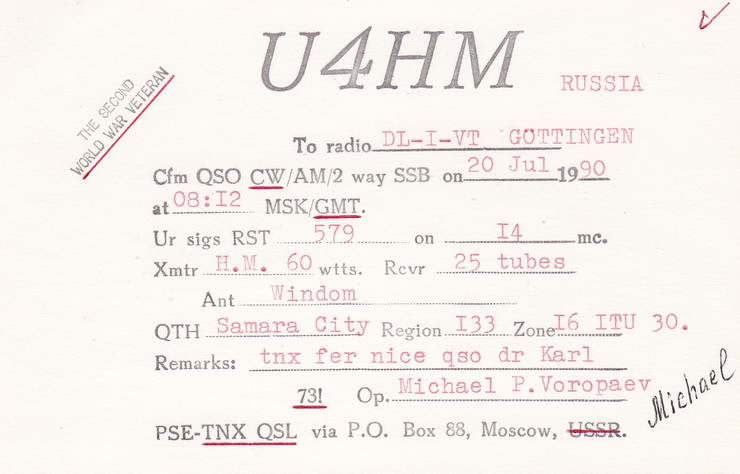 U4HM
RUSSIA
THE SECOND
WORLD WAR VETERAN
To radio DL-I-VT GÖTTINGEN
Cfm QSO CW/AM/2 way SSB on 20 Jul 1990
at 08:I2 MSK/GMT.
Ur sigs RST 579 on I4 mc.
Xmtr H.M. 60 wtts. Rcvr 25 tubes
Ant Windom
QTH Samara City Region I33 Zone I6 ITU 30.
Remarks: tnx fer nice qso dr Karl
73! Op. Michael P.Voropaev
Michael
PSE-TNX QSL via P.O. Box 88, Moscow, USSR.